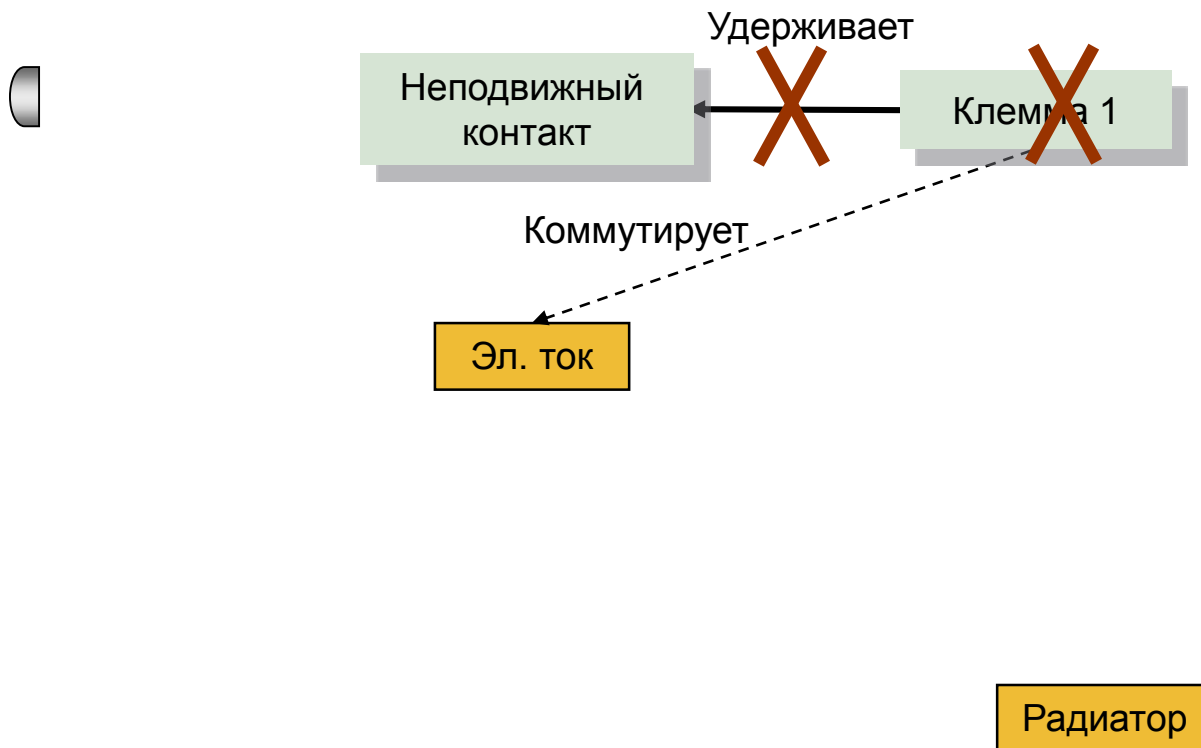 Удерживает
Неподвижный
контакт
Клемма 1
Коммутирует
Эл. ток
Радиатор